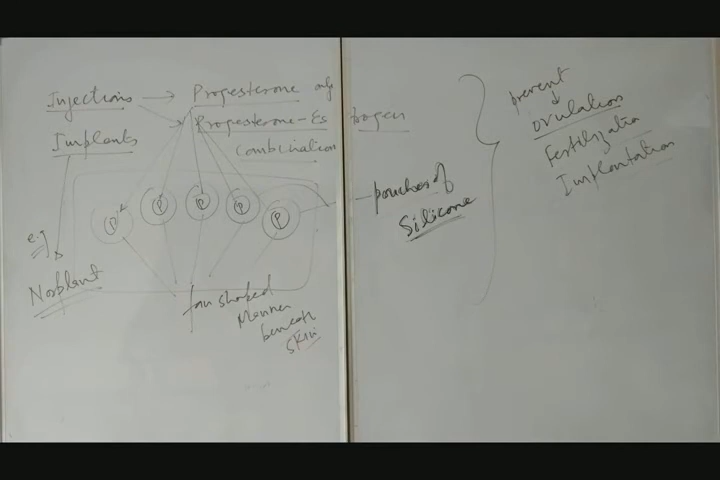 Injections → Progesterone only
Progesterone-Estrogen
combination
Implants
P P P P P
e.g
Norplant
fan shaped
Manner
beneath
skin
pouches of
Silicone
prevent
↓
ovulation
Fertilization
Implantation